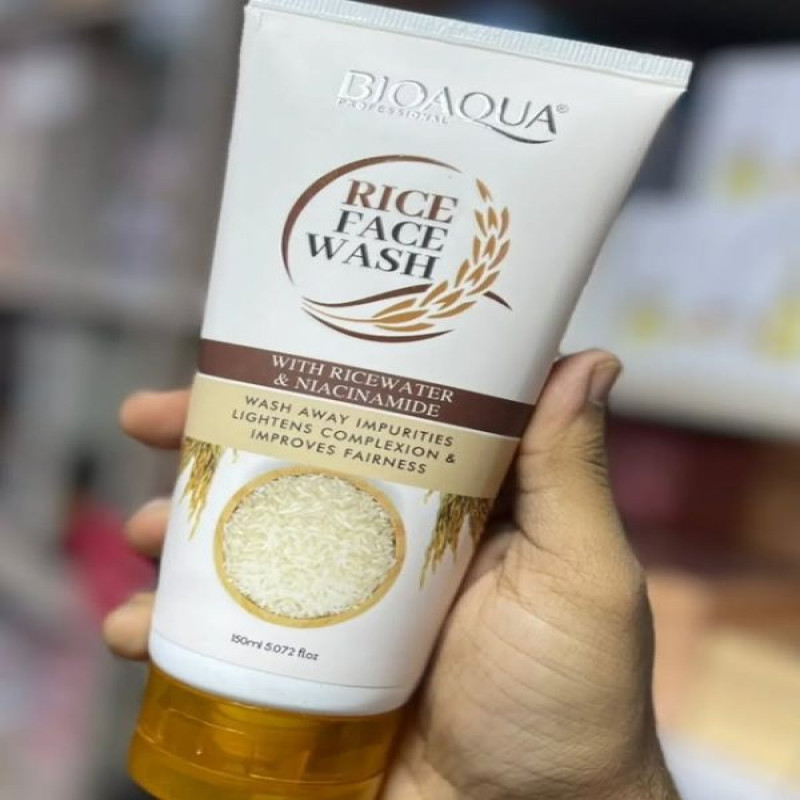 BIOAQUA®
PROFESSIONAL
RICE
FACE
WASH
WITH RICEWATER
& NIACINAMIDE
WASH AWAY IMPURITIES
LIGHTENS COMPLEXION &
IMPROVES FAIRNESS
150ml 5.072 fl.oz